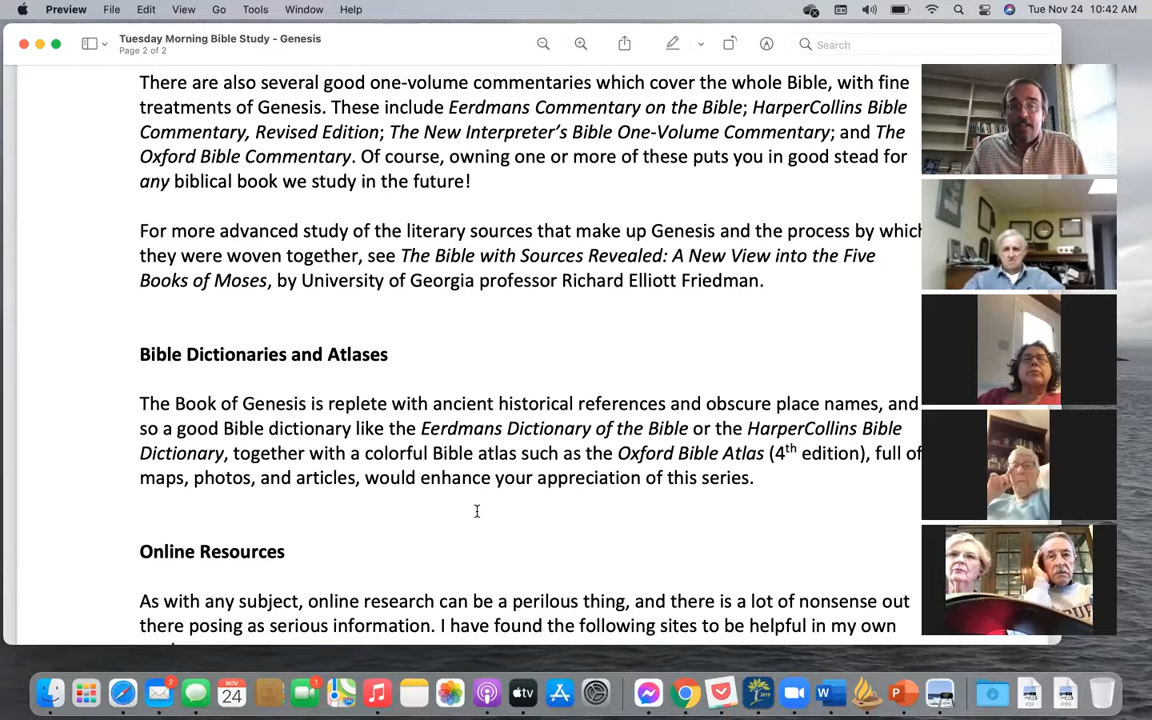 Preview File Edit View Go Tools Window Help Tue Nov 24 10:42 AM
Tuesday Morning Bible Study - Genesis
Page 2 of 2
Search
There are also several good one-volume commentaries which cover the whole Bible, with fine
treatments of Genesis. These include Eerdmans Commentary on the Bible; HarperCollins Bible
Commentary, Revised Edition; The New Interpreter's Bible One-Volume Commentary; and The
Oxford Bible Commentary. Of course, owning one or more of these puts you in good stead for
any biblical book we study in the future!
For more advanced study of the literary sources that make up Genesis and the process by which
they were woven together, see The Bible with Sources Revealed: A New View into the Five
Books of Moses, by University of Georgia professor Richard Elliott Friedman.
Bible Dictionaries and Atlases
The Book of Genesis is replete with ancient historical references and obscure place names, and
so a good Bible dictionary like the Eerdmans Dictionary of the Bible or the HarperCollins Bible
Dictionary, together with a colorful Bible atlas such as the Oxford Bible Atlas (4th edition), full of
maps, photos, and articles, would enhance your appreciation of this series.
Online Resources
As with any subject, online research can be a perilous thing, and there is a lot of nonsense out
there posing as serious information. I have found the following sites to be helpful in my own
NOV
24
2
1
tv
W
P